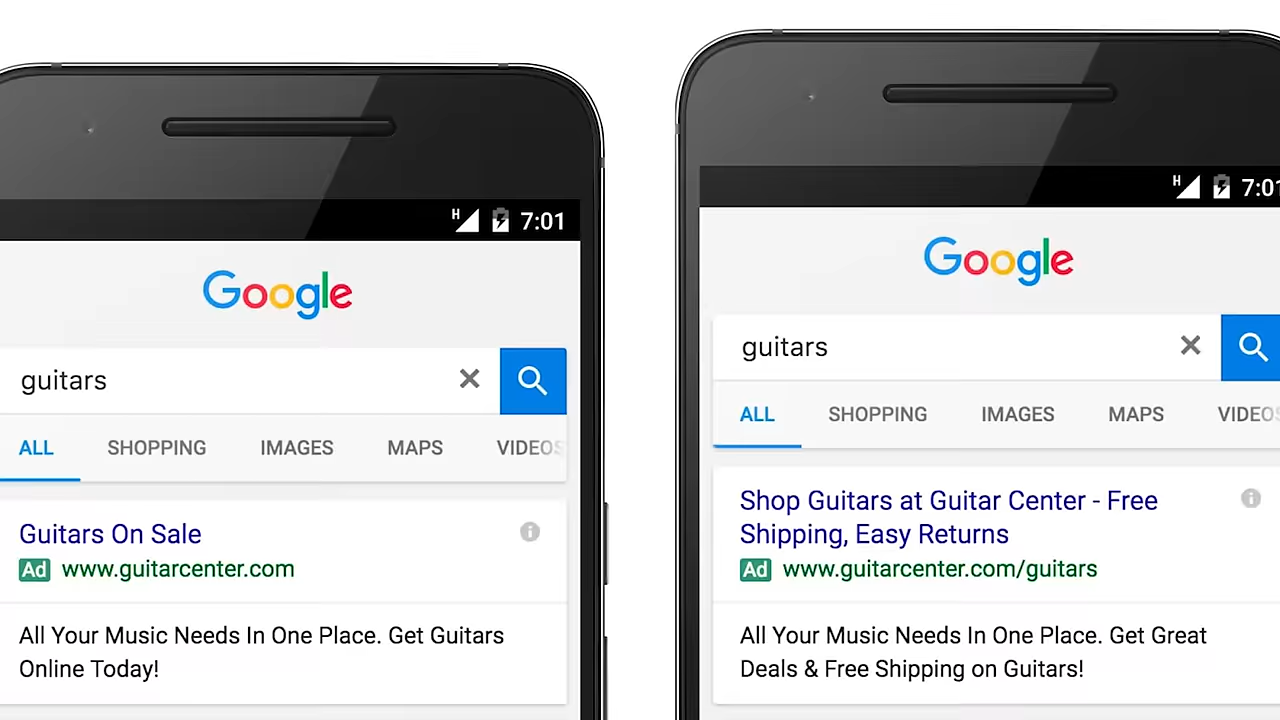 H 7:01
Google
guitars
ALL SHOPPING IMAGES MAPS VIDEOS
Guitars On Sale
Ad www.guitarcenter.com
All Your Music Needs In One Place. Get Guitars
Online Today!
H 7:01
Google
guitars
ALL SHOPPING IMAGES MAPS VIDEOS
Shop Guitars at Guitar Center - Free
Shipping, Easy Returns
Ad www.guitarcenter.com/guitars
All Your Music Needs In One Place. Get Great
Deals & Free Shipping on Guitars!